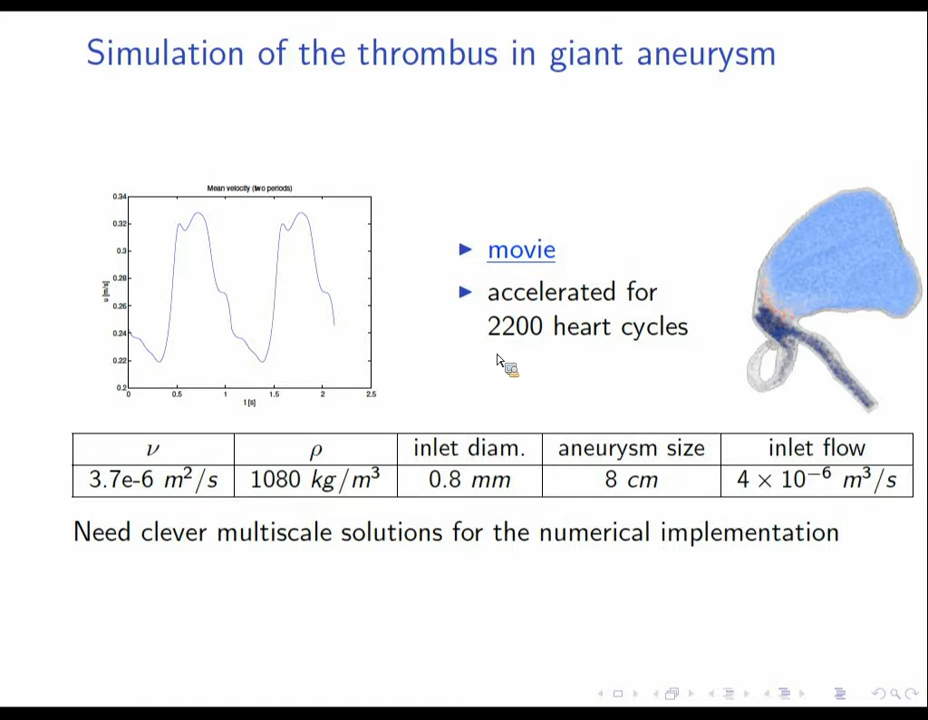 Simulation of the thrombus in giant aneurysm
Mean velocity (two periods)
0.34
0.32
0.3
0.28
0.26
0.24
0.22
0.2
u [m/s]
0 0.5 1 1.5 2 2.5
t [s]
▶ movie
▶ accelerated for
2200 heart cycles
ν ρ inlet diam. aneurysm size inlet flow
3.7e-6 m²/s 1080 kg/m³ 0.8 mm 8 cm 4 × 10⁻⁶ m³/s
Need clever multiscale solutions for the numerical implementation